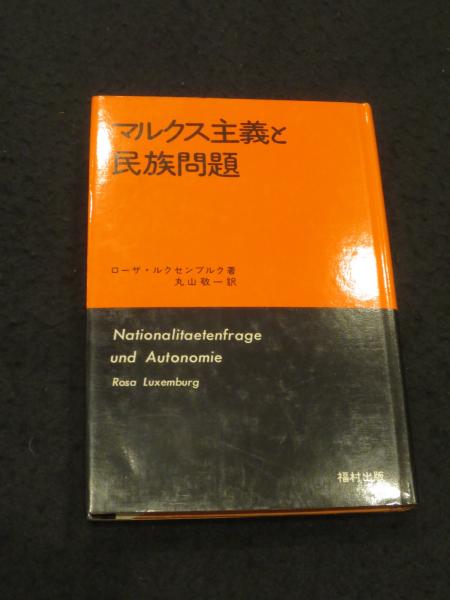 マルクス主義と
民族問題
ローザ・ルクセンブルク著
丸山敬一訳
Nationalitaetenfrage
und Autonomie
Rosa Luxemburg
福村出版